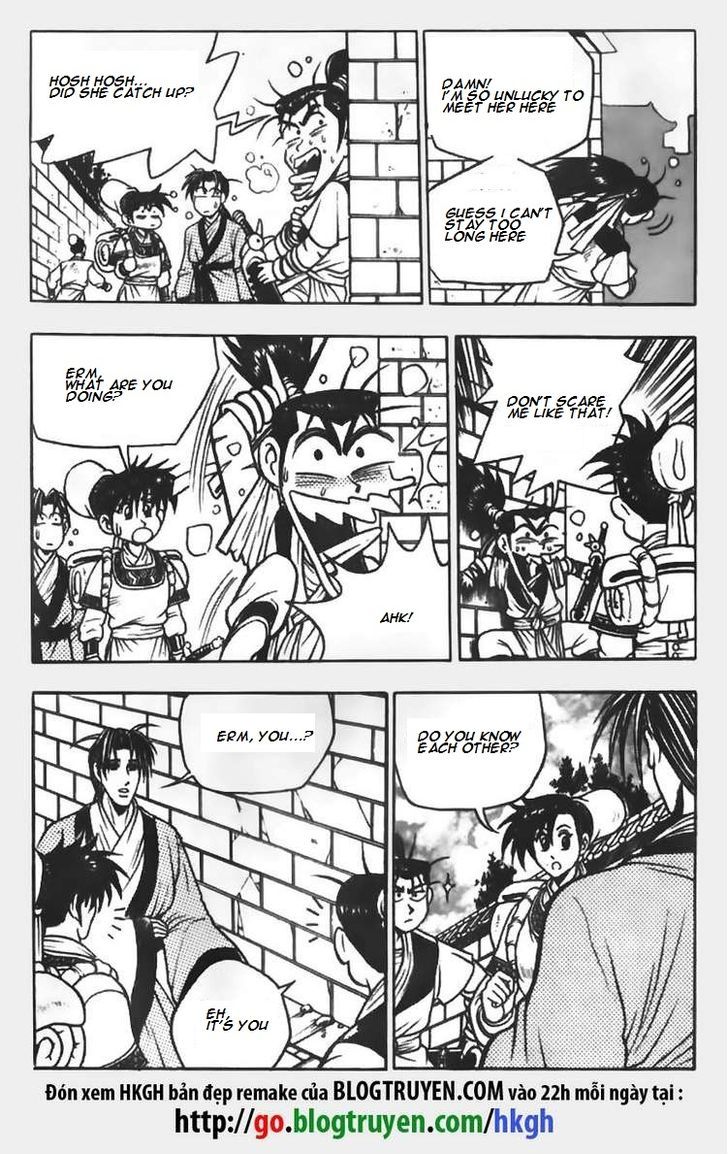 HOSH HOSH...
DID SHE CATCH UP?
DAMN!
I'M SO UNLUCKY TO
MEET HER HERE
GUESS I CAN'T
STAY TOO
LONG HERE
ERM,
WHAT ARE YOU
DOING?
AHK!
DON'T SCARE
ME LIKE THAT!
ERM, YOU...?
EH,
IT'S YOU
DO YOU KNOW
EACH OTHER?
Đón xem HKGH bản đẹp remake của BLOGTRUYEN.COM vào 22h mỗi ngày tại :
http://go.blogtruyen.com/hkgh